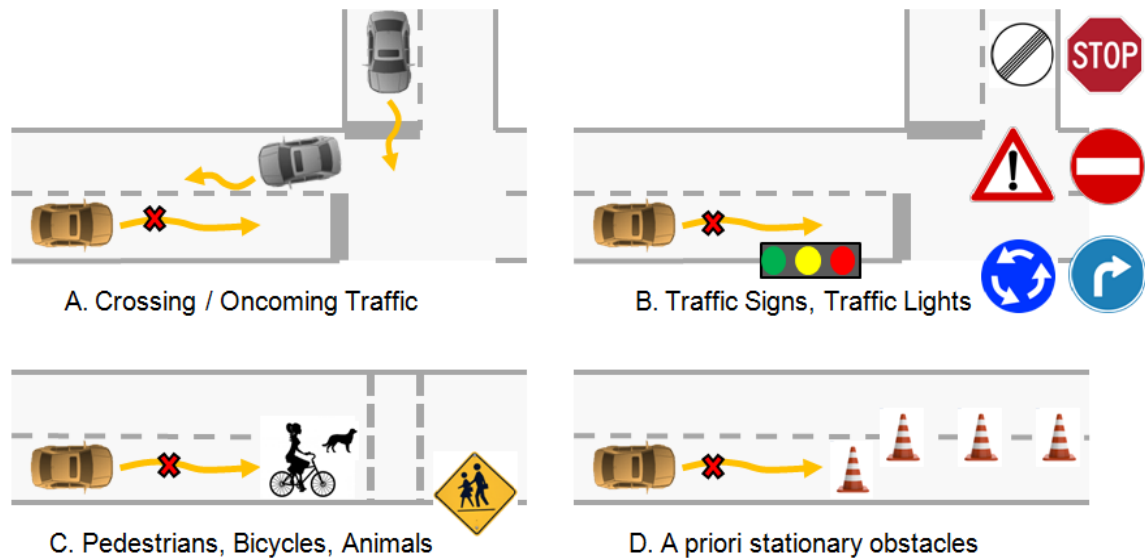 STOP
A. Crossing / Oncoming Traffic
B. Traffic Signs, Traffic Lights
C. Pedestrians, Bicycles, Animals
D. A priori stationary obstacles